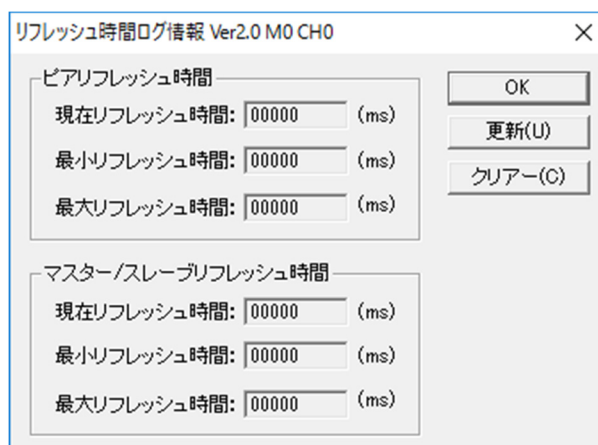 リフレッシュ時間ログ情報 Ver2.0 M0 CH0
ピアリフレッシュ時間
現在リフレッシュ時間: 00000 (ms)
最小リフレッシュ時間: 00000 (ms)
最大リフレッシュ時間: 00000 (ms)
OK
更新(U)
クリアー(C)
マスター/スレーブリフレッシュ時間
現在リフレッシュ時間: 00000 (ms)
最小リフレッシュ時間: 00000 (ms)
最大リフレッシュ時間: 00000 (ms)